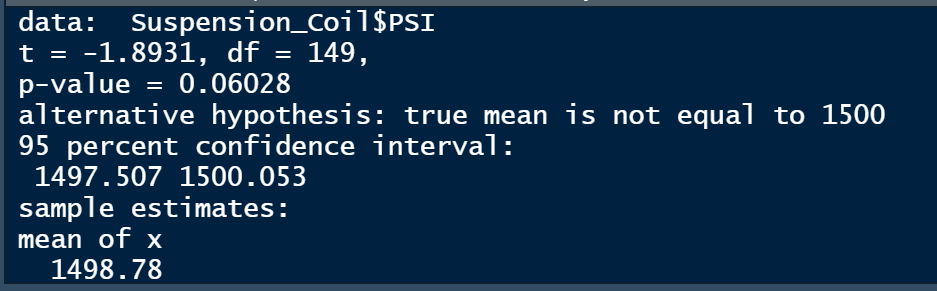 data:  Suspension_Coil$PSI
t = -1.8931, df = 149,
p-value = 0.06028
alternative hypothesis: true mean is not equal to 1500
95 percent confidence interval:
 1497.507 1500.053
sample estimates:
mean of x
  1498.78